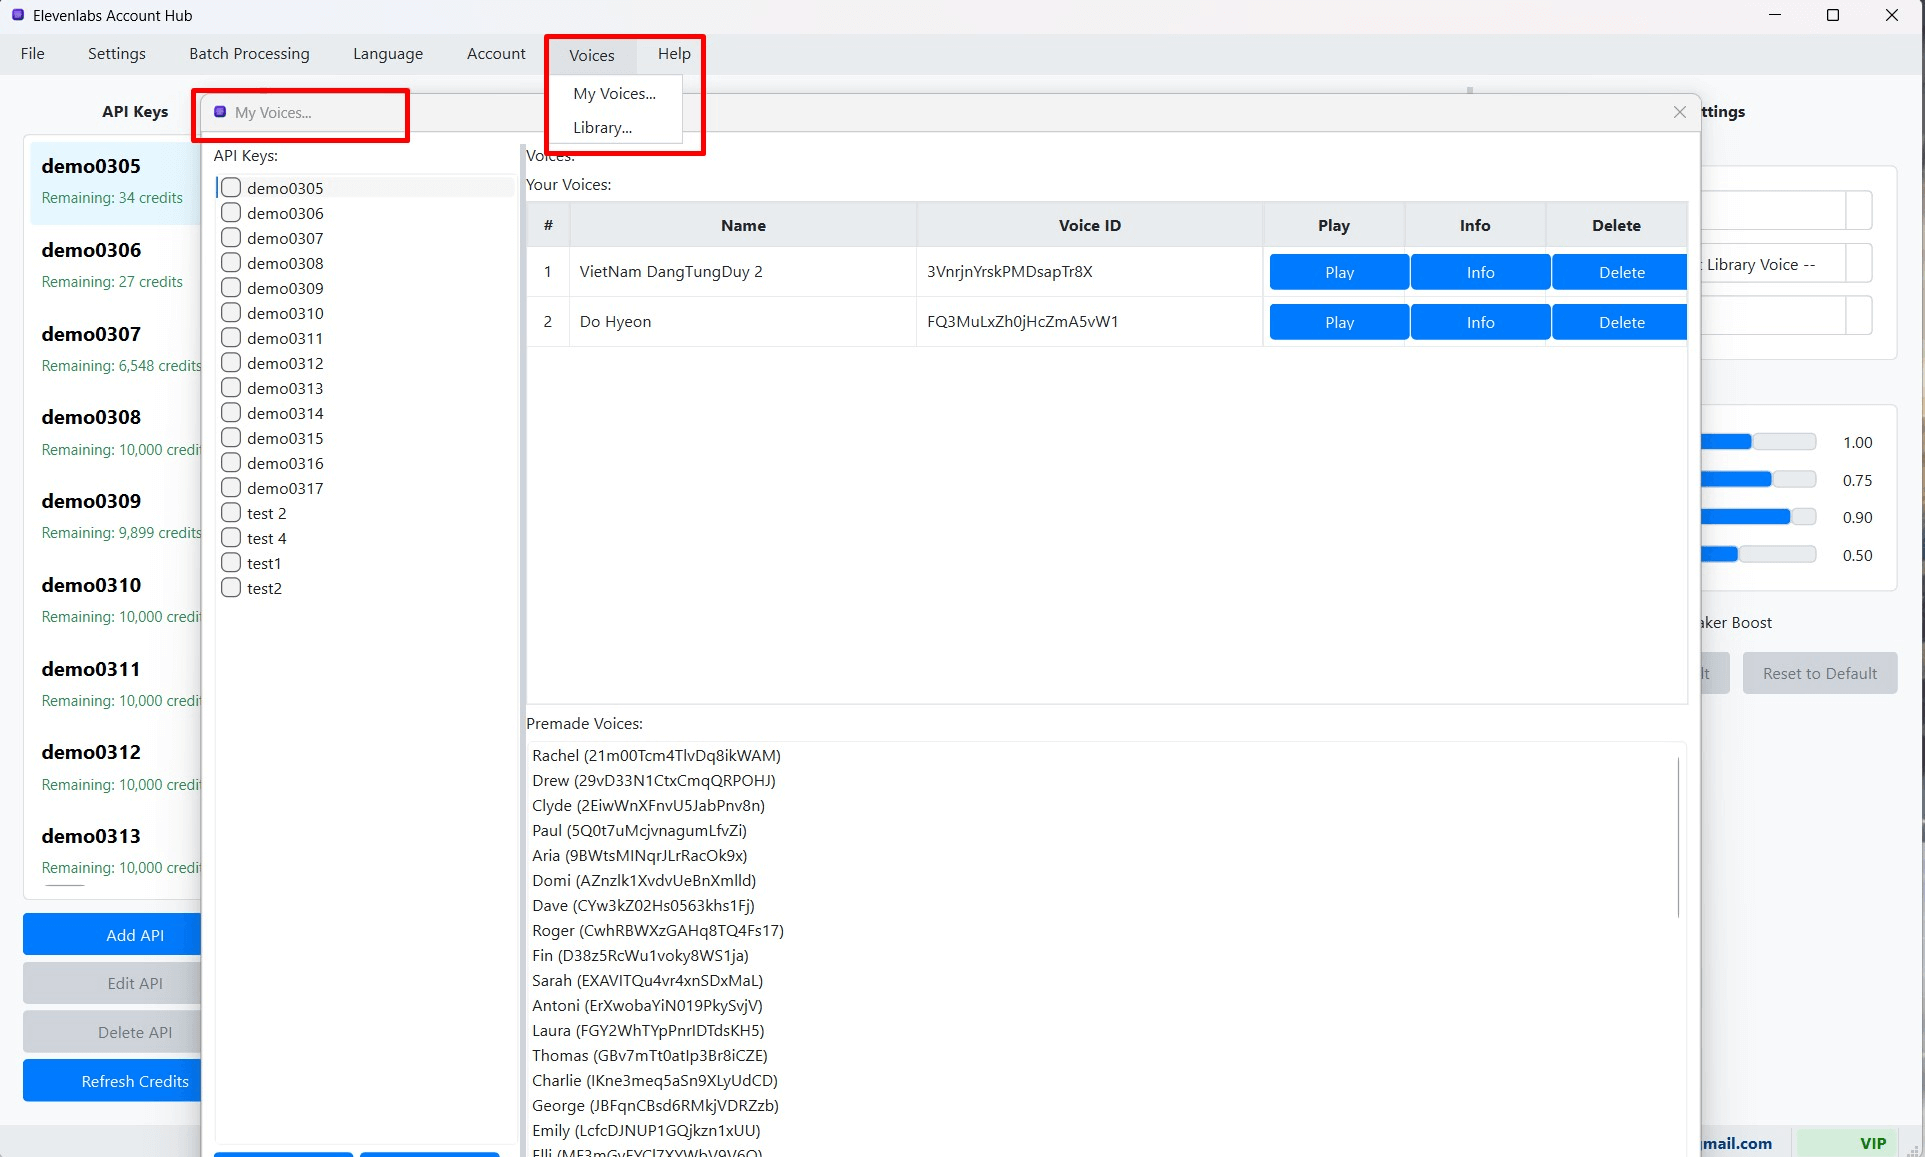 Elevenlabs Account Hub
File Settings Batch Processing Language Account Voices Help
My Voices...
Library...
API Keys
demo0305
Remaining: 34 credits
demo0306
Remaining: 27 credits
demo0307
Remaining: 6,548 credits
demo0308
Remaining: 10,000 credi
demo0309
Remaining: 9,899 credits
demo0310
Remaining: 10,000 credi
demo0311
Remaining: 10,000 credi
demo0312
Remaining: 10,000 credi
demo0313
Remaining: 10,000 credi
Add API
Edit API
Delete API
Refresh Credits
My Voices...
API Keys:
demo0305
demo0306
demo0307
demo0308
demo0309
demo0310
demo0311
demo0312
demo0313
demo0314
demo0315
demo0316
demo0317
test 2
test 4
test1
test2
Voices:
Your Voices:
# Name Voice ID Play Info Delete
1 VietNam DangTungDuy 2 3VnrjnYrskPMDsapTr8X Play Info Delete
2 Do Hyeon FQ3MuLxZh0jHcZmA5vW1 Play Info Delete
Premade Voices:
Rachel (21m00Tcm4TlvDq8ikWAM)
Drew (29vD33N1CtxCmqQRPOHJ)
Clyde (2EiwWnXFnvU5JabPnv8n)
Paul (5Q0t7uMcjvnagumLfvZi)
Aria (9BWtsMINqrJLrRacOk9x)
Domi (AZnzlk1XvdvUeBnXmlld)
Dave (CYw3kZ02Hs0563khs1Fj)
Roger (CwhRBWXzGAHq8TQ4Fs17)
Fin (D38z5RcWu1voky8WS1ja)
Sarah (EXAVITQu4vr4xnSDxMaL)
Antoni (ErXwobaYiN019PkySvjV)
Laura (FGY2WhTYpPnrIDTdsKH5)
Thomas (GBv7mTt0atIp3Br8iCZE)
Charlie (IKne3meq5aSn9XLyUdCD)
George (JBFqnCBsd6RMkjVDRZzb)
Emily (LcfcDJNUP1GQjkzn1xUU)
Elli (MF3mGyEYCl7XYWbV9V6O)
ttings
Library Voice --
1.00
0.75
0.90
0.50
ker Boost
lt
Reset to Default
mail.com
VIP